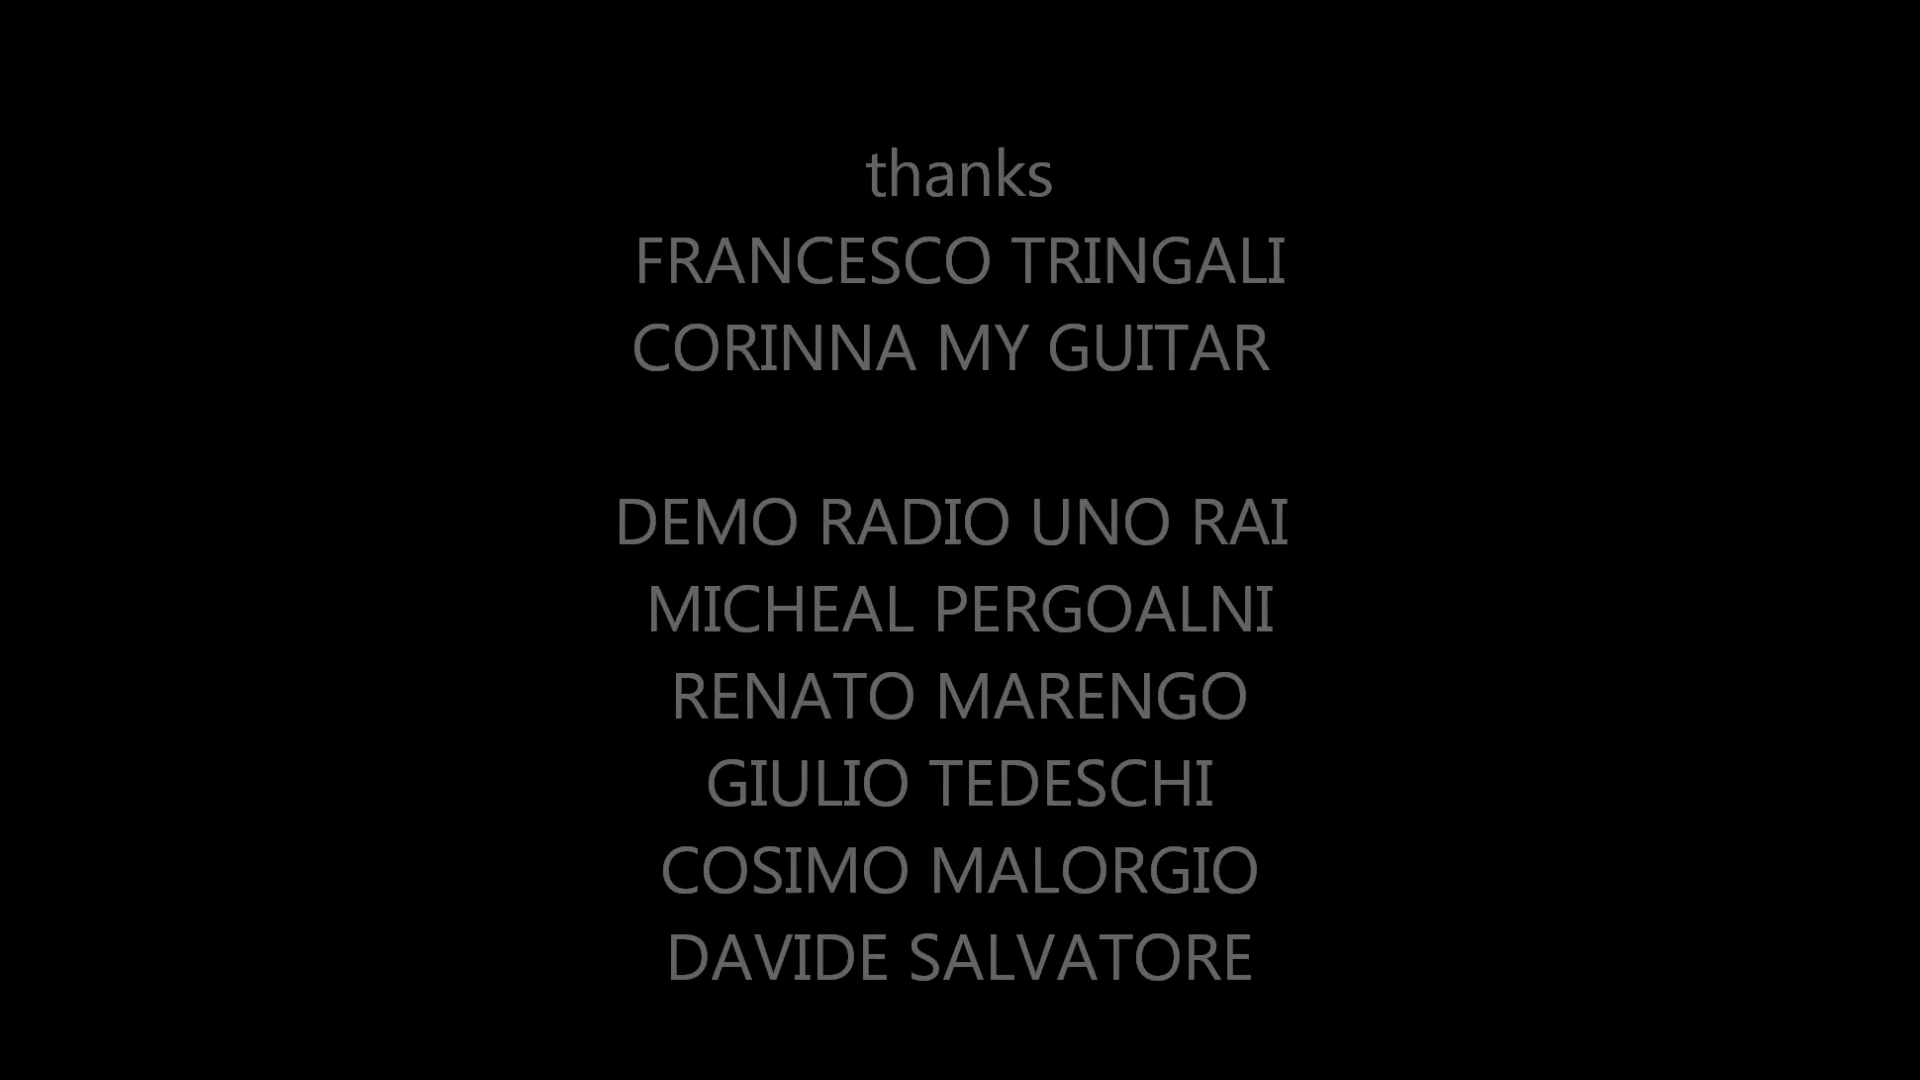 thanks
FRANCESCO TRINGALI
CORINNA MY GUITAR
DEMO RADIO UNO RAI
MICHEAL PERGOALNI
RENATO MARENGO
GIULIO TEDESCHI
COSIMO MALORGIO
DAVIDE SALVATORE